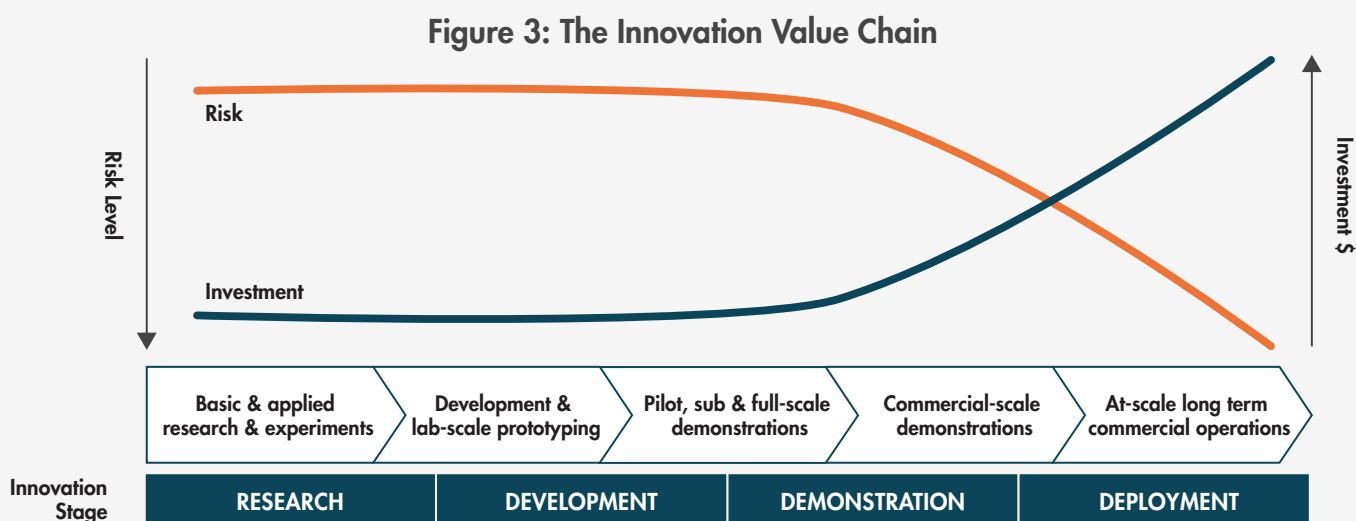 Figure 3: The Innovation Value Chain
Risk
Risk Level
Investment $
Investment
Basic & applied
research & experiments
Development &
lab-scale prototyping
Pilot, sub & full-scale
demonstrations
Commercial-scale
demonstrations
At-scale long term
commercial operations
Innovation
Stage
RESEARCH
DEVELOPMENT
DEMONSTRATION
DEPLOYMENT